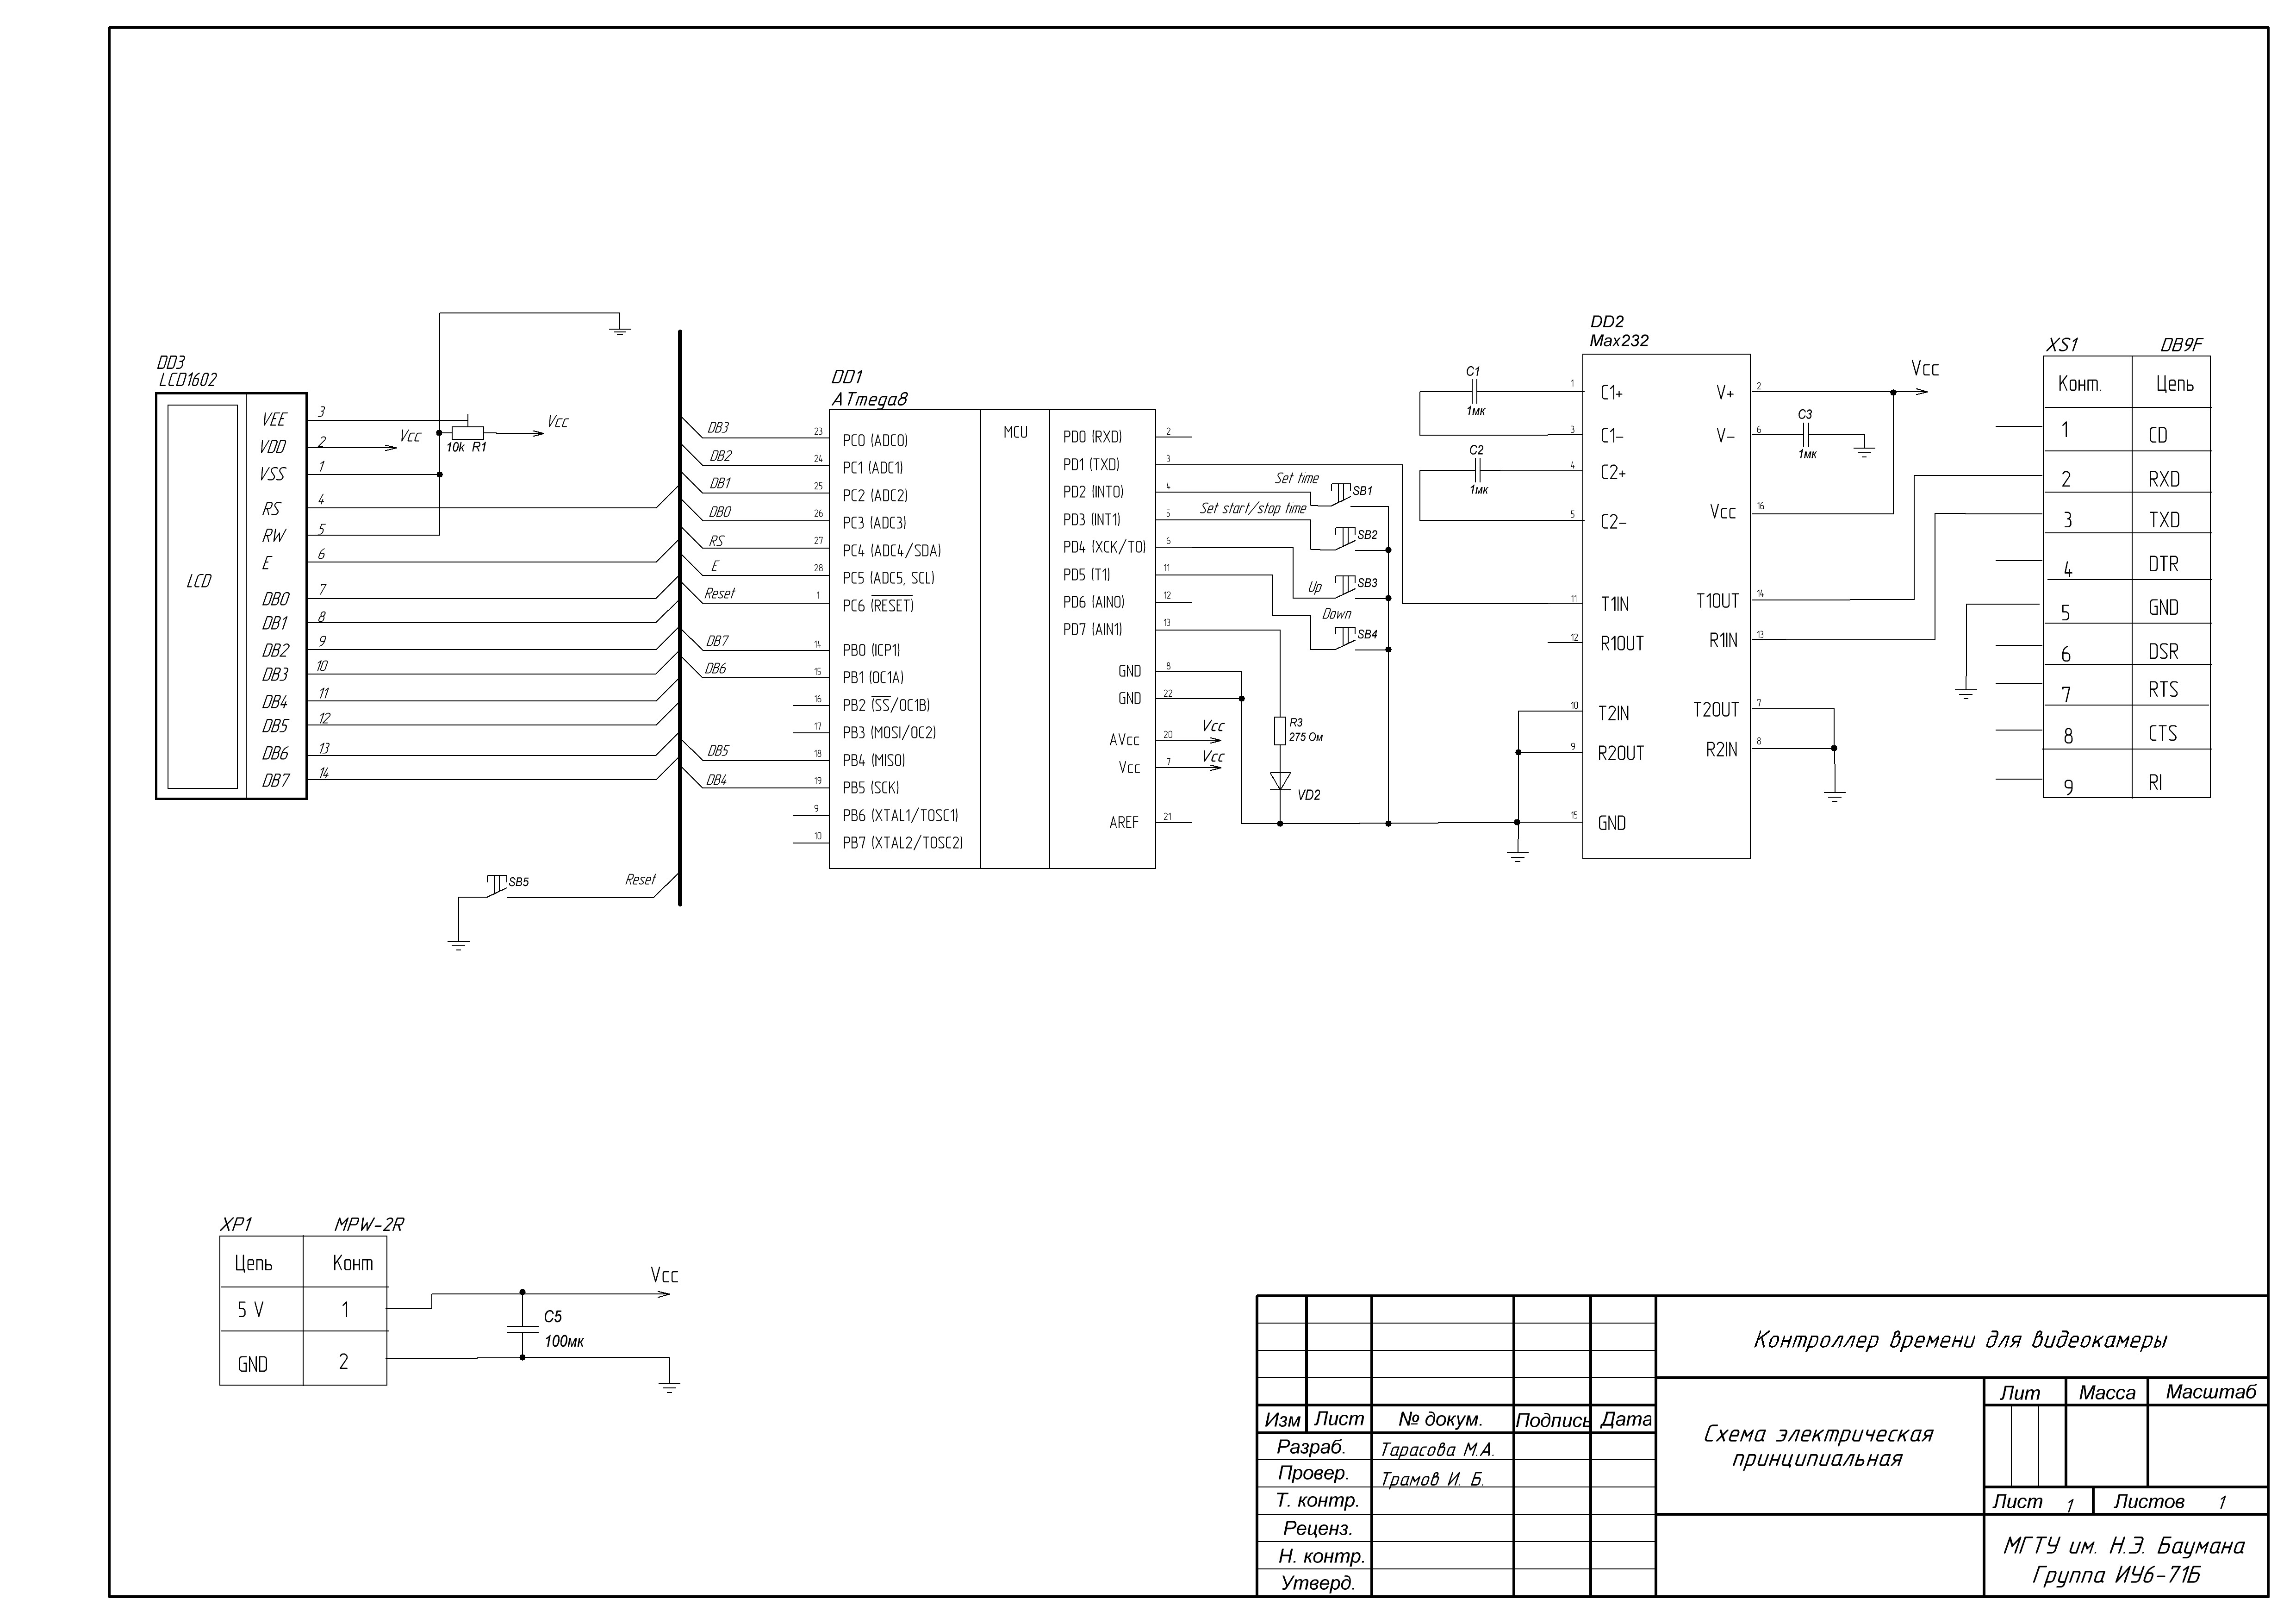 DD3
LCD1602
LCD
VEE 3
VDD 2
VSS 1
RS 4
RW 5
E 6
DB0 7
DB1 8
DB2 9
DB3 10
DB4 11
DB5 12
DB6 13
DB7 14
Vcc
Vcc
10k R1
SB5
Reset
DB3
DB2
DB1
DB0
RS
E
Reset
DB7
DB6
DB5
DB4
DD1
ATmega8
MCU
23 PC0 (ADC0)
24 PC1 (ADC1)
25 PC2 (ADC2)
26 PC3 (ADC3)
27 PC4 (ADC4/SDA)
28 PC5 (ADC5, SCL)
1 PC6 (RESET)
14 PB0 (ICP1)
15 PB1 (OC1A)
16 PB2 (SS/OC1B)
17 PB3 (MOSI/OC2)
18 PB4 (MISO)
19 PB5 (SCK)
9 PB6 (XTAL1/TOSC1)
10 PB7 (XTAL2/TOSC2)
PD0 (RXD) 2
PD1 (TXD) 3
PD2 (INT0) 4
PD3 (INT1) 5
PD4 (XCK/T0) 6
PD5 (T1) 11
PD6 (AIN0) 12
PD7 (AIN1) 13
GND 8
GND 22
AVcc 20
Vcc 7
AREF 21
Vcc
Vcc
Set time
SB1
Set start/stop time
SB2
Up
SB3
Down
SB4
R3
275 Ом
VD2
C1
1мк
C2
1мк
DD2
Max232
1 C1+
3 C1-
4 C2+
5 C2-
11 T1IN
12 R1OUT
10 T2IN
9 R2OUT
15 GND
V+ 2
V- 6
Vcc 16
T1OUT 14
R1IN 13
T2OUT 7
R2IN 8
C3
1мк
Vcc
XS1 DB9F
Конт. Цепь
1 CD
2 RXD
3 TXD
4 DTR
5 GND
6 DSR
7 RTS
8 CTS
9 RI
XP1 MPW-2R
Цепь Конт
5 V 1
GND 2
Vcc
C5
100мк
Контроллер времени для видеокамеры
Схема электрическая
принципиальная
Лит Масса Масштаб
Лист 1 Листов 1
МГТУ им. Н.Э. Баумана
Группа ИУ6-71Б
Изм Лист № докум. Подпись Дата
Разраб. Тарасова М.А.
Провер. Трамов И. Б.
Т. контр.
Реценз.
Н. контр.
Утверд.